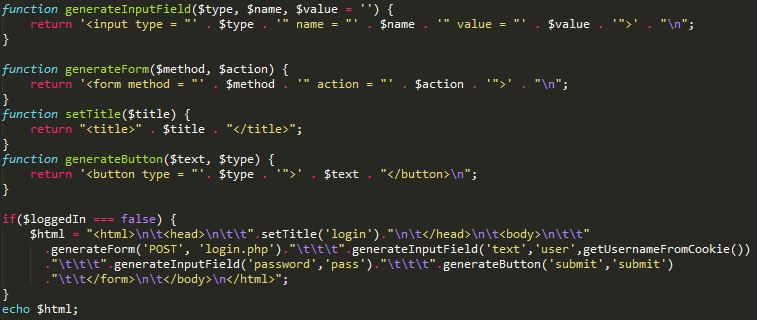 function generateInputField($type, $name, $value = '') {
    return '<input type = "' . $type . '" name = "' . $name . '" value = "' . $value . '">' . "\n";
}

function generateForm($method, $action) {
    return '<form method = "' . $method . '" action = "' . $action . '">' . "\n";
}
function setTitle($title) {
    return "<title>" . $title . "</title>";
}
function generateButton($text, $type) {
    return '<button type = "'. $type . '">' . $text . "</button>\n";
}

if($loggedIn === false) {
    $html = "<html>\n\t<head>\n\t\t".setTitle('login')."\n\t</head>\n\t<body>\n\t\t"
      .generateForm('POST', 'login.php')."\t\t\t".generateInputField('text','user',getUsernameFromCookie())
      ."\t\t\t".generateInputField('password','pass')."\t\t\t".generateButton('submit','submit')
      ."\t\t</form>\n\t</body>\n</html>";
}
echo $html;